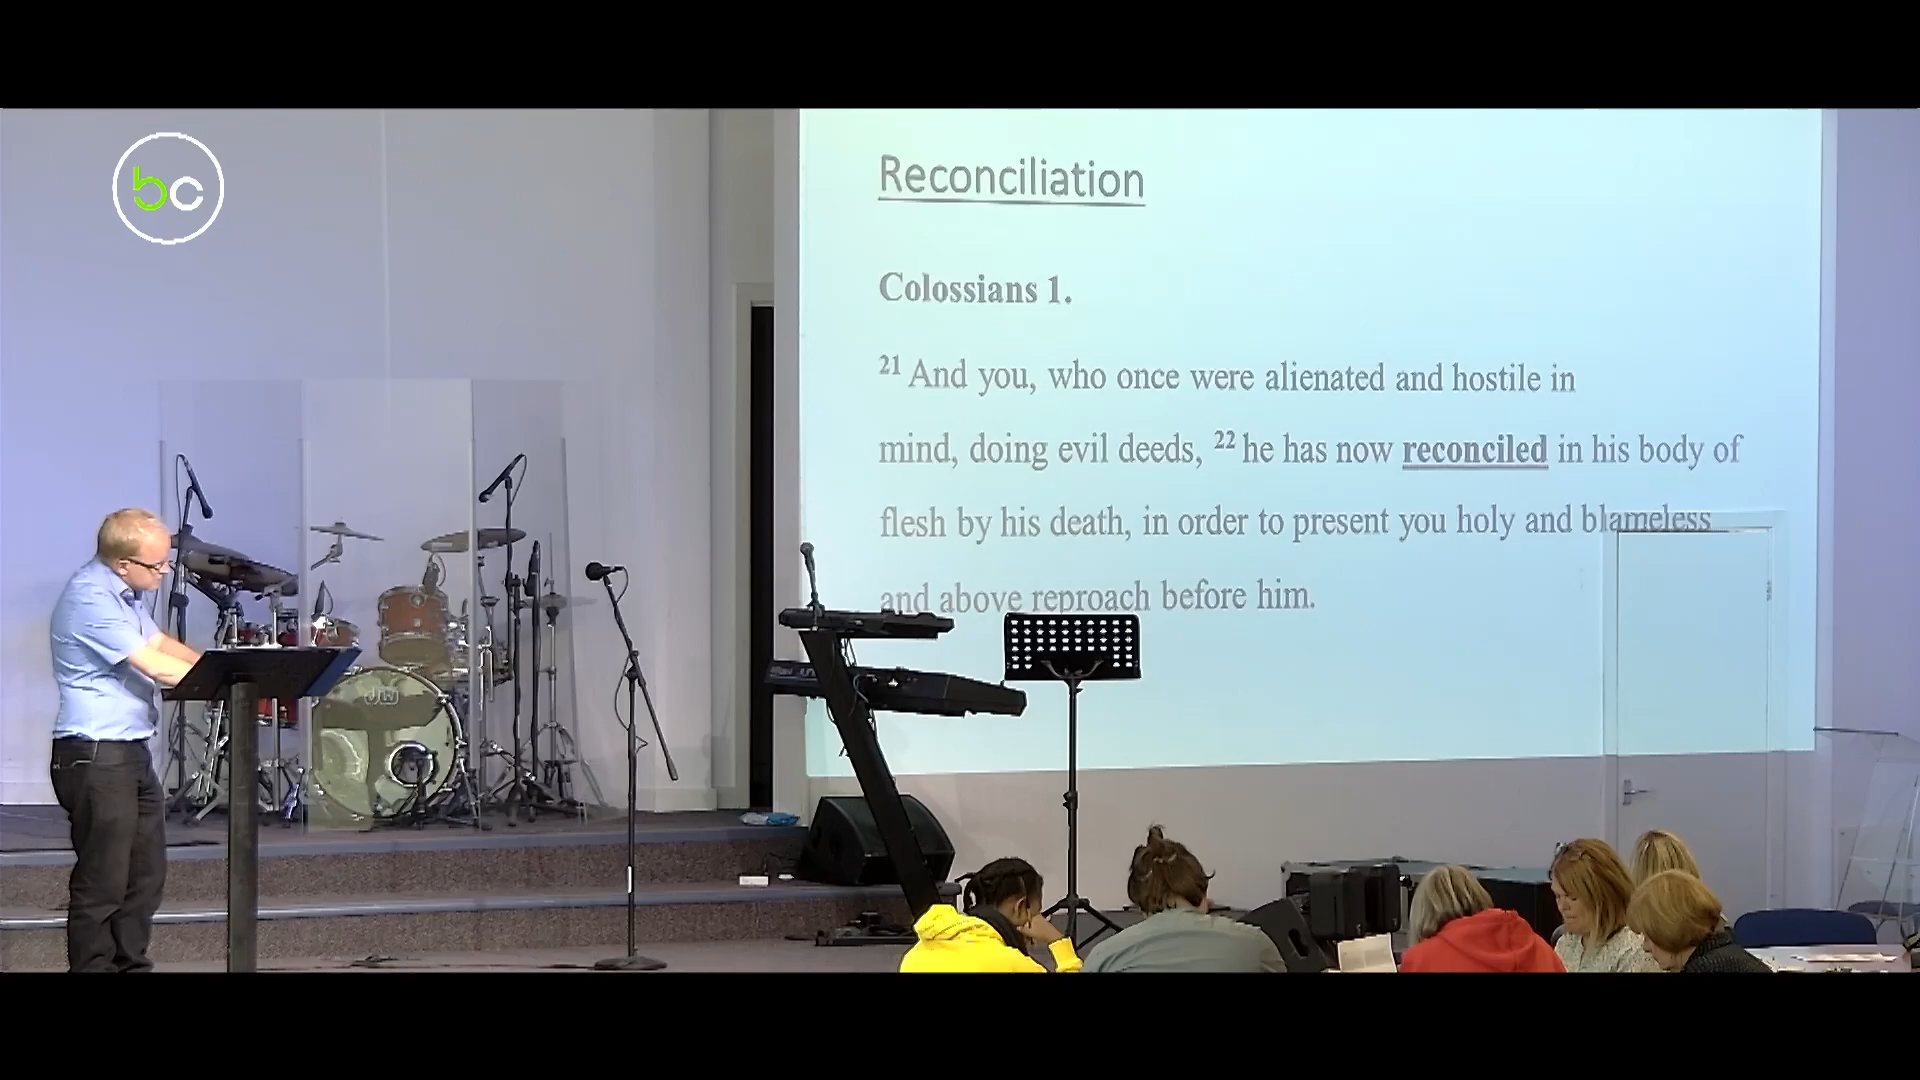 bc
Reconciliation
Colossians 1.
21 And you, who once were alienated and hostile in
mind, doing evil deeds, 22 he has now reconciled in his body of
flesh by his death, in order to present you holy and blameless
and above reproach before him.
dw